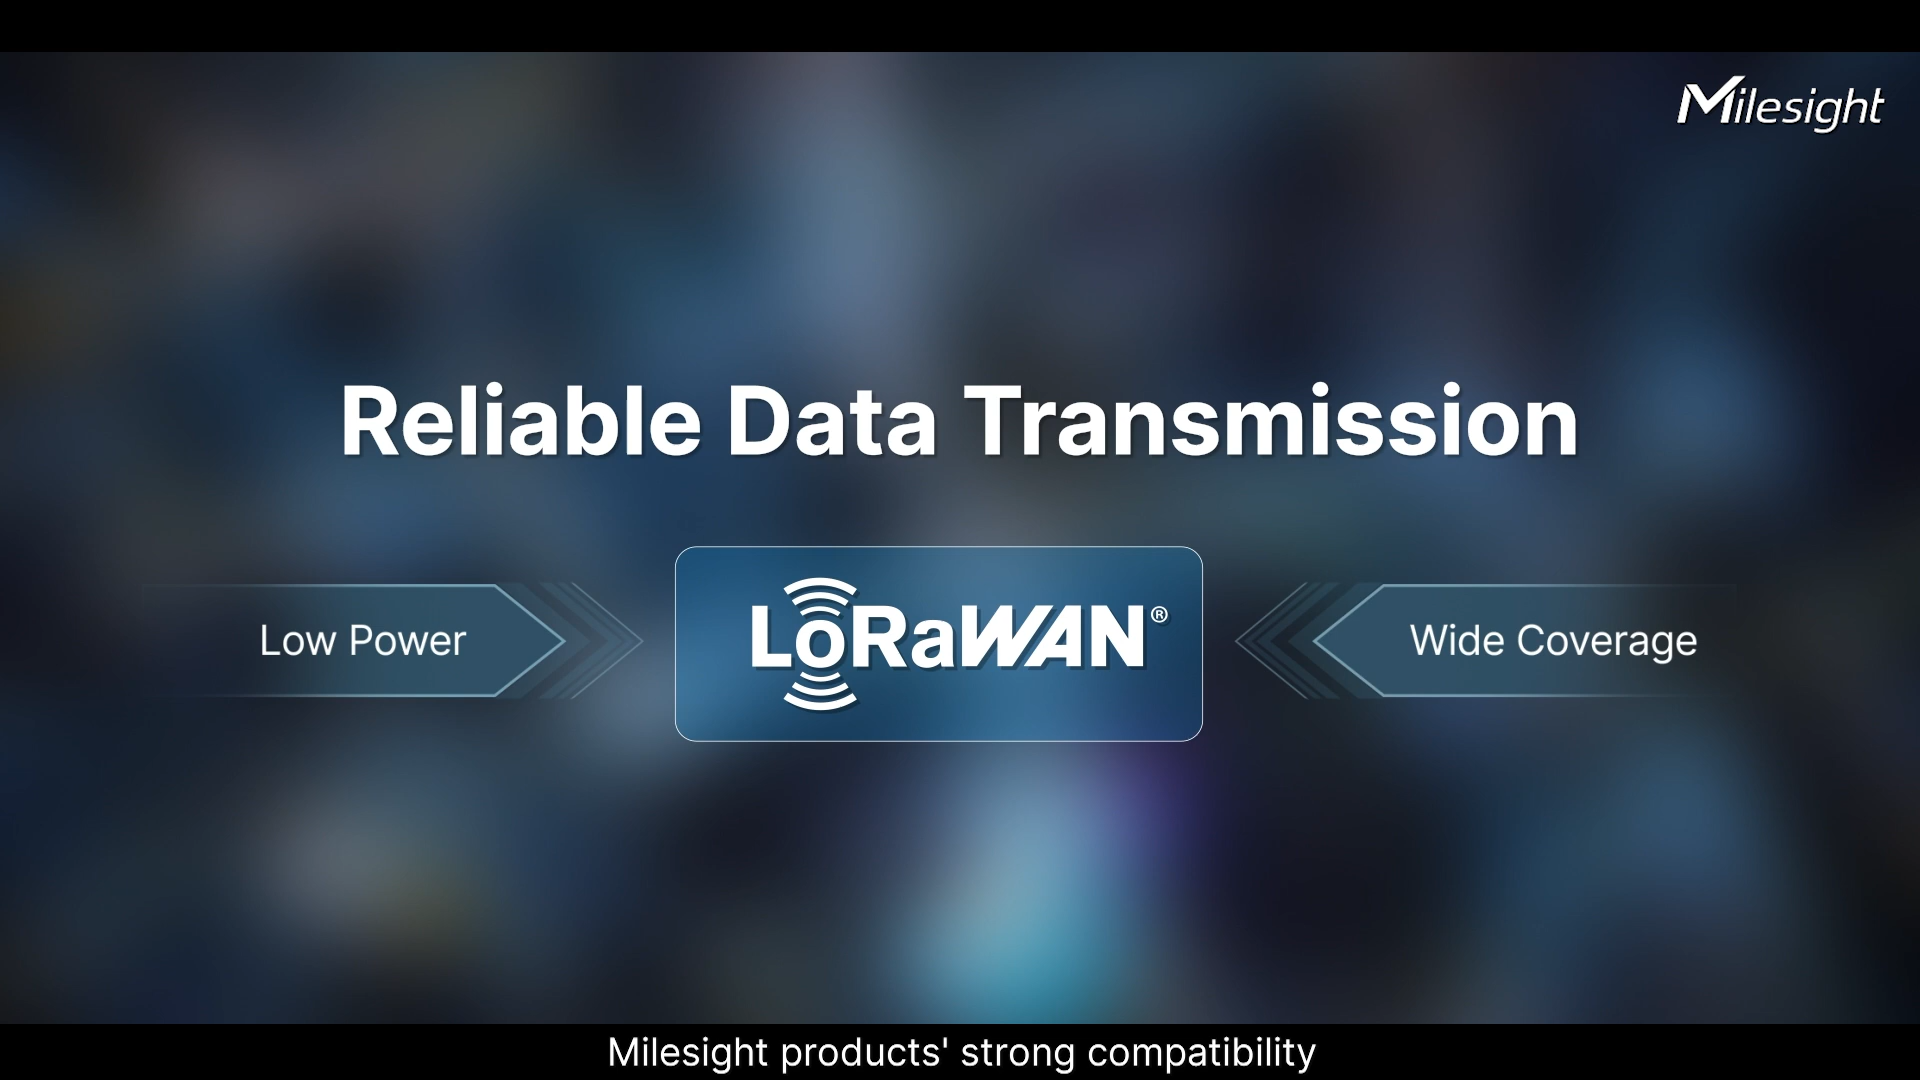 Milesight
Reliable Data Transmission
Low Power
LoRaWAN®
Wide Coverage
Milesight products' strong compatibility